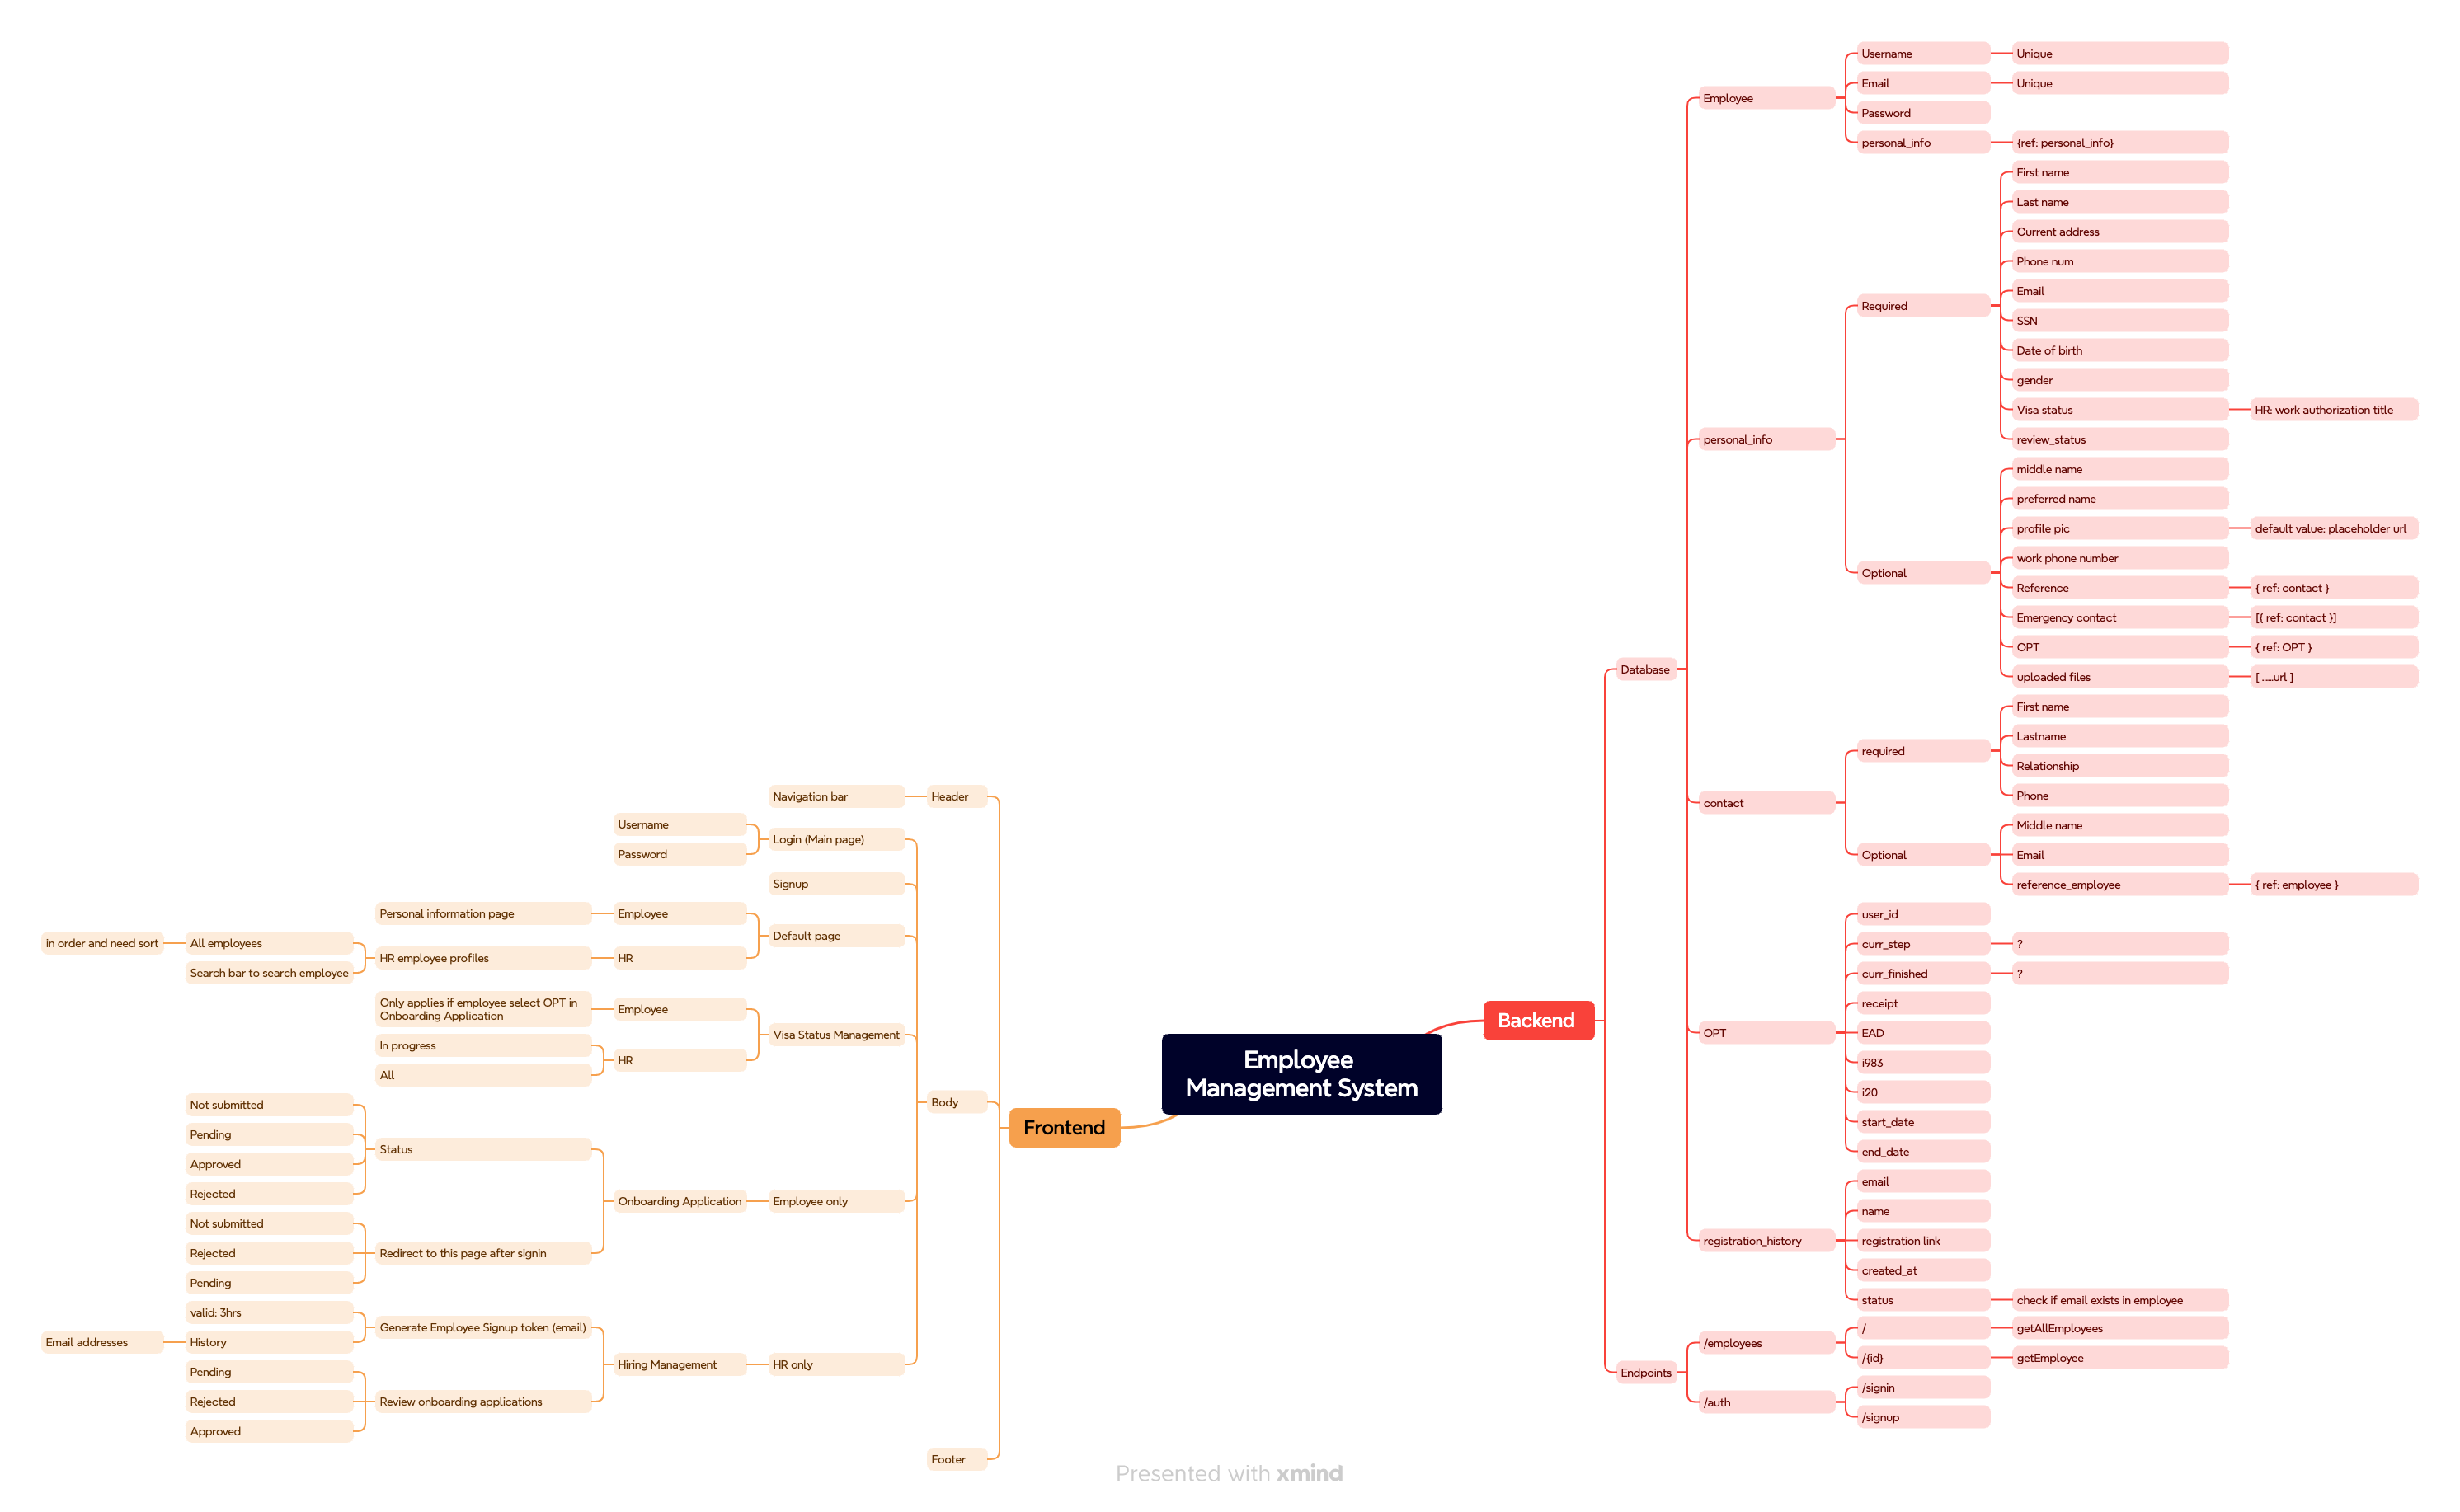 Employee
Management System
Backend
Database
Employee
Username
Unique
Email
Unique
Password
personal_info
{ref: personal_info}
personal_info
Required
First name
Last name
Current address
Phone num
Email
SSN
Date of birth
gender
Visa status
HR: work authorization title
review_status
Optional
middle name
preferred name
profile pic
default value: placeholder url
work phone number
Reference
{ ref: contact }
Emergency contact
[{ ref: contact }]
OPT
{ ref: OPT }
uploaded files
[ ......url ]
contact
required
First name
Lastname
Relationship
Phone
Optional
Middle name
Email
reference_employee
{ ref: employee }
OPT
user_id
curr_step
?
curr_finished
?
receipt
EAD
i983
i20
start_date
end_date
registration_history
email
name
registration link
created_at
status
check if email exists in employee
Endpoints
/employees
/
getAllEmployees
/{id}
getEmployee
/auth
/signin
/signup
Frontend
Header
Navigation bar
Body
Login (Main page)
Username
Password
Signup
Default page
Employee
Personal information page
HR
HR employee profiles
All employees
in order and need sort
Search bar to search employee
Visa Status Management
Employee
Only applies if employee select OPT in
Onboarding Application
HR
In progress
All
Employee only
Onboarding Application
Status
Not submitted
Pending
Approved
Rejected
Redirect to this page after signin
Not submitted
Rejected
Pending
HR only
Hiring Management
Generate Employee Signup token (email)
valid: 3hrs
History
Email addresses
Review onboarding applications
Pending
Rejected
Approved
Footer
Presented with xmind